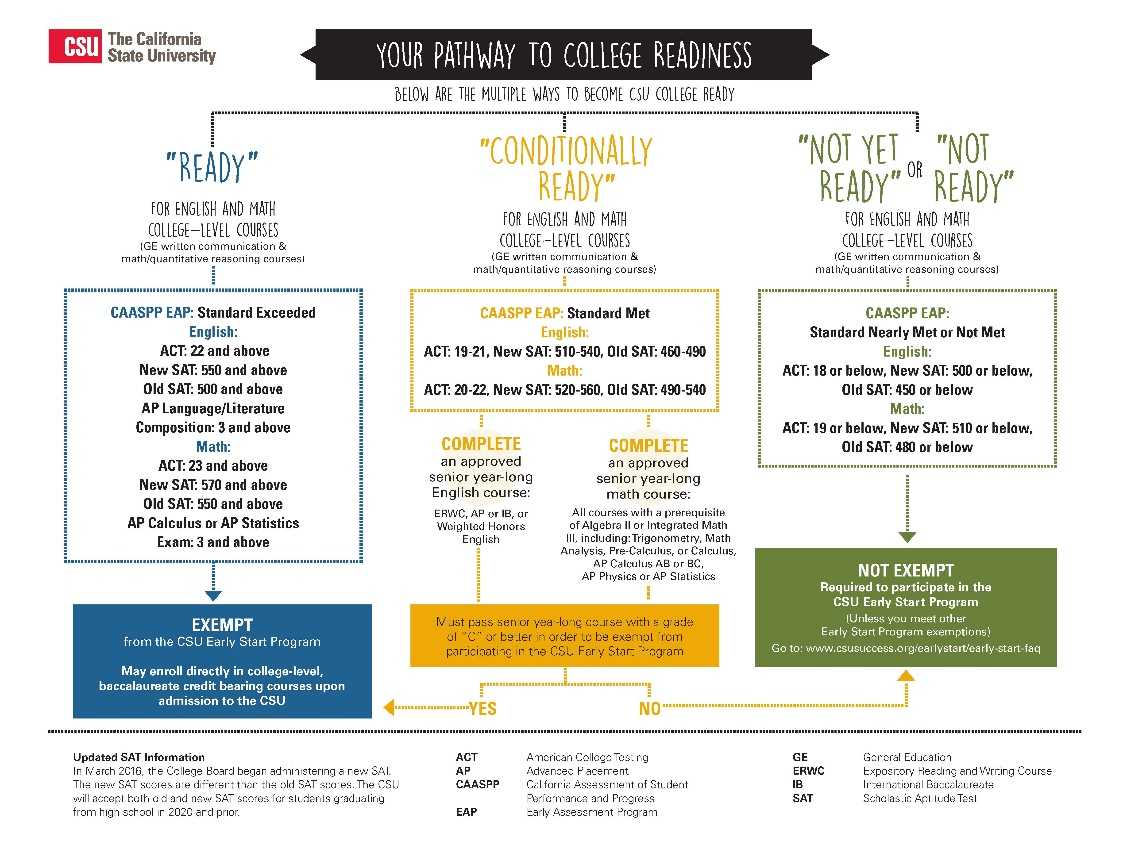 CSU The California
State University
YOUR PATHWAY TO COLLEGE READINESS
BELOW ARE THE MULTIPLE WAYS TO BECOME CSU COLLEGE READY
"READY"
FOR ENGLISH AND MATH
COLLEGE-LEVEL COURSES
(GE written communication &
math/quantitative reasoning courses)
CAASPP EAP: Standard Exceeded
English:
ACT: 22 and above
New SAT: 550 and above
Old SAT: 500 and above
AP Language/Literature
Composition: 3 and above
Math:
ACT: 23 and above
New SAT: 570 and above
Old SAT: 550 and above
AP Calculus or AP Statistics
Exam: 3 and above
EXEMPT
from the CSU Early Start Program
May enroll directly in college-level,
baccalaureate credit bearing courses upon
admission to the CSU
"CONDITIONALLY
READY"
FOR ENGLISH AND MATH
COLLEGE-LEVEL COURSES
(GE written communication &
math/quantitative reasoning courses)
CAASPP EAP: Standard Met
English:
ACT: 19-21, New SAT: 510-540, Old SAT: 460-490
Math:
ACT: 20-22, New SAT: 520-560, Old SAT: 490-540
COMPLETE
an approved
senior year-long
English course:
ERWC, AP or IB, or
Weighted Honors
English
COMPLETE
an approved
senior year-long
math course:
All courses with a prerequisite
of Algebra II or Integrated Math
III, including: Trigonometry, Math
Analysis, Pre-Calculus, or Calculus,
AP Calculus AB or BC,
AP Physics or AP Statistics
Must pass senior year-long course with a grade
of "C" or better in order to be exempt from
participating in the CSU Early Start Program
YES
NO
"NOT YET
READY"
OR
"NOT
READY"
FOR ENGLISH AND MATH
COLLEGE-LEVEL COURSES
(GE written communication &
math/quantitative reasoning courses)
CAASPP EAP:
Standard Nearly Met or Not Met
English:
ACT: 18 or below, New SAT: 500 or below,
Old SAT: 450 or below
Math:
ACT: 19 or below, New SAT: 510 or below,
Old SAT: 480 or below
NOT EXEMPT
Required to participate in the
CSU Early Start Program
(Unless you meet other
Early Start Program exemptions)
Go to: www.csusuccess.org/earlystart/early-start-faq
Updated SAT Information
In March 2016, the College Board began administering a new SAT.
The new SAT scores are different than the old SAT scores. The CSU
will accept both old and new SAT scores for students graduating
from high school in 2020 and prior.
ACT American College Testing
AP Advanced Placement
CAASPP California Assessment of Student
Performance and Progress
EAP Early Assessment Program
GE General Education
ERWC Expository Reading and Writing Course
IB International Baccalaureate
SAT Scholastic Aptitude Test